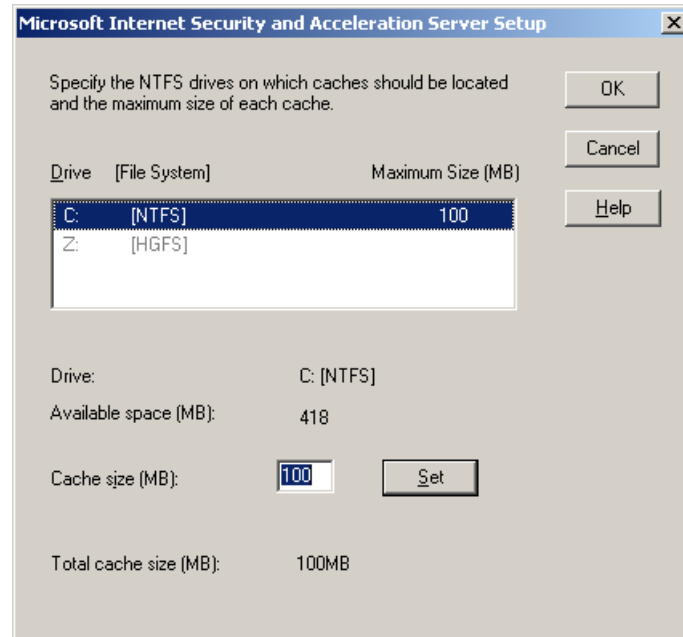 Microsoft Internet Security and Acceleration Server Setup
Specify the NTFS drives on which caches should be located
and the maximum size of each cache.
OK
Cancel
Help
Drive [File System] Maximum Size (MB)
C: [NTFS] 100
Z: [HGFS]
Drive: C: [NTFS]
Available space (MB): 418
Cache size (MB): 100 Set
Total cache size (MB): 100MB